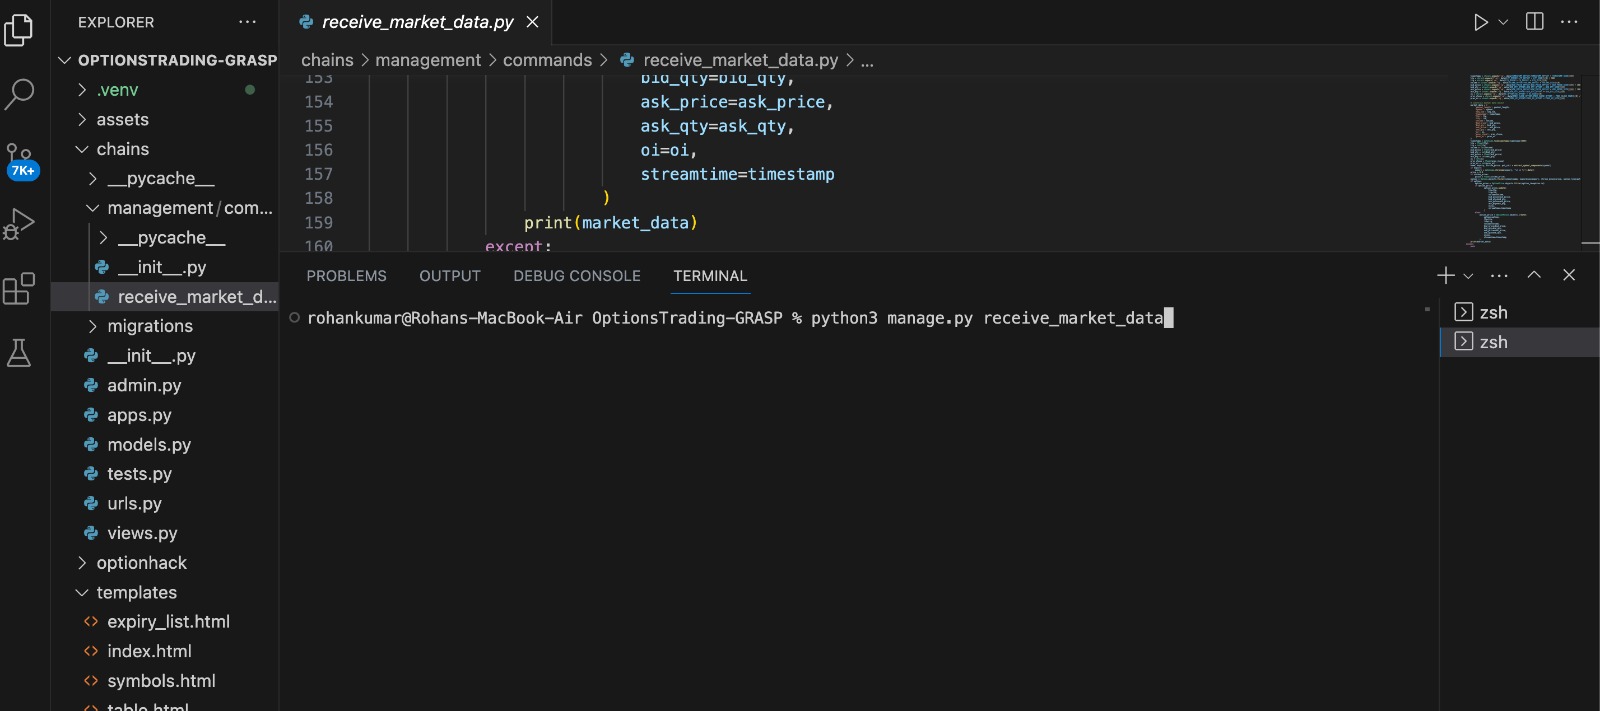 EXPLORER
OPTIONSTRADING-GRASP
.venv
assets
chains
__pycache__
management/com...
__pycache__
__init__.py
receive_market_d...
migrations
__init__.py
admin.py
apps.py
models.py
tests.py
urls.py
views.py
optionhack
templates
expiry_list.html
index.html
symbols.html
table.html
7K+
receive_market_data.py
chains > management > commands > receive_market_data.py > ...
153 bid_qty=bid_qty,
154 ask_price=ask_price,
155 ask_qty=ask_qty,
156 oi=oi,
157 streamtime=timestamp
158 )
159 print(market_data)
160 except:
PROBLEMS OUTPUT DEBUG CONSOLE TERMINAL
rohankumar@Rohans-MacBook-Air OptionsTrading-GRASP % python3 manage.py receive_market_data
zsh
zsh